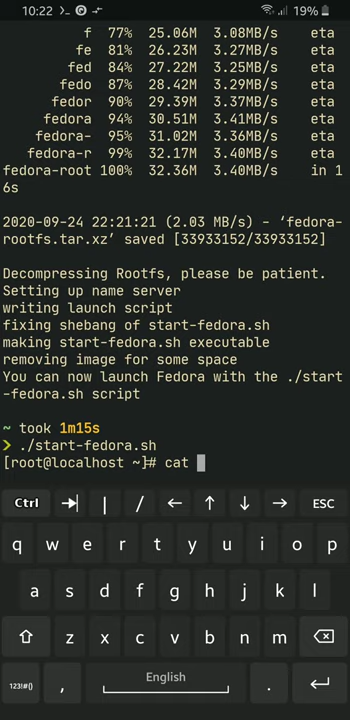 10:22
19%
f 77% 25.06M 3.08MB/s eta
fe 81% 26.23M 3.27MB/s eta
fed 84% 27.22M 3.25MB/s eta
fedo 87% 28.42M 3.29MB/s eta
fedor 90% 29.39M 3.37MB/s eta
fedora 94% 30.51M 3.41MB/s eta
fedora- 95% 31.02M 3.36MB/s eta
fedora-r 99% 32.17M 3.40MB/s eta
fedora-root 100% 32.36M 3.40MB/s in 1
6s
2020-09-24 22:21:21 (2.03 MB/s) - ‘fedora-
rootfs.tar.xz’ saved [33933152/33933152]
Decompressing Rootfs, please be patient.
Setting up name server
writing launch script
fixing shebang of start-fedora.sh
making start-fedora.sh executable
removing image for some space
You can now launch Fedora with the ./start
-fedora.sh script
~ took 1m15s
❯ ./start-fedora.sh
[root@localhost ~]# cat
Ctrl | / ← ↑ ↓ → ESC
q w e r t y u i o p
a s d f g h j k l
z x c v b n m
123!#() , English .